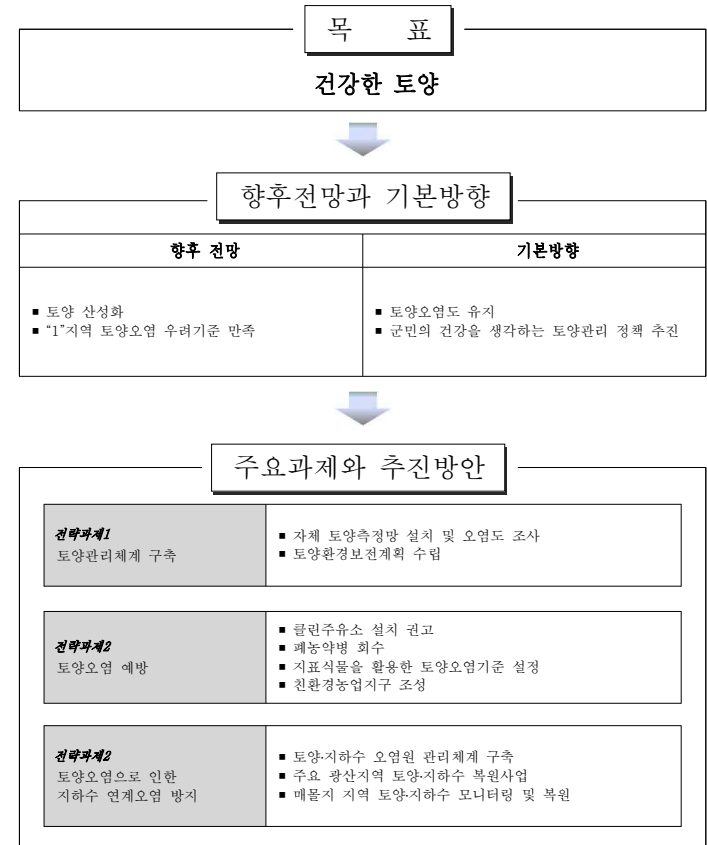 목 표
건강한 토양
향후전망과 기본방향
향후 전망
기본방향
▪ 토양 산성화
▪ “1”지역 토양오염 우려기준 만족
▪ 토양오염도 유지
▪ 군민의 건강을 생각하는 토양관리 정책 추진
주요과제와 추진방안
전략과제1
토양관리체계 구축
▪ 자체 토양측정망 설치 및 오염도 조사
▪ 토양환경보전계획 수립
전략과제2
토양오염 예방
▪ 클린주유소 설치 권고
▪ 폐농약병 회수
▪ 지표식물을 활용한 토양오염기준 설정
▪ 친환경농업지구 조성
전략과제2
토양오염으로 인한
지하수 연계오염 방지
▪ 토양·지하수 오염원 관리체계 구축
▪ 주요 광산지역 토양·지하수 복원사업
▪ 매몰지 지역 토양·지하수 모니터링 및 복원